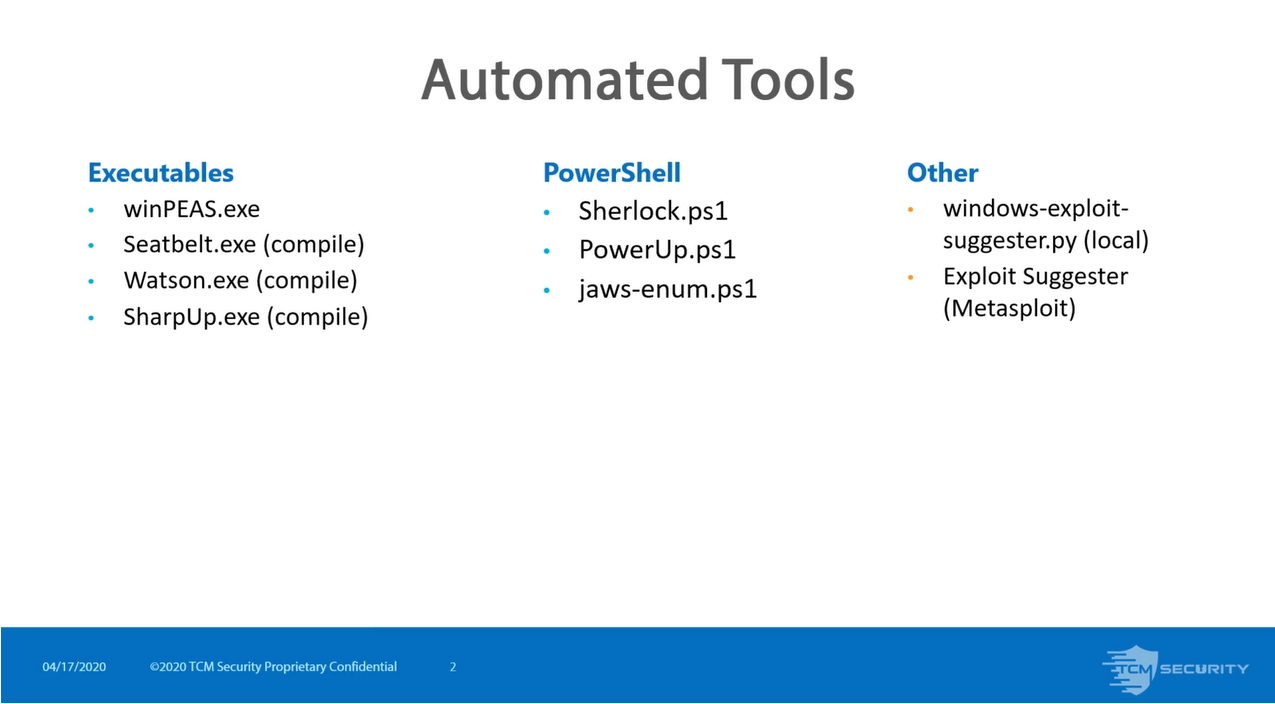 Automated Tools
Executables
• winPEAS.exe
• Seatbelt.exe (compile)
• Watson.exe (compile)
• SharpUp.exe (compile)
PowerShell
• Sherlock.ps1
• PowerUp.ps1
• jaws-enum.ps1
Other
• windows-exploit-
suggester.py (local)
• Exploit Suggester
(Metasploit)
04/17/2020 ©2020 TCM Security Proprietary Confidential 2
TCM SECURITY